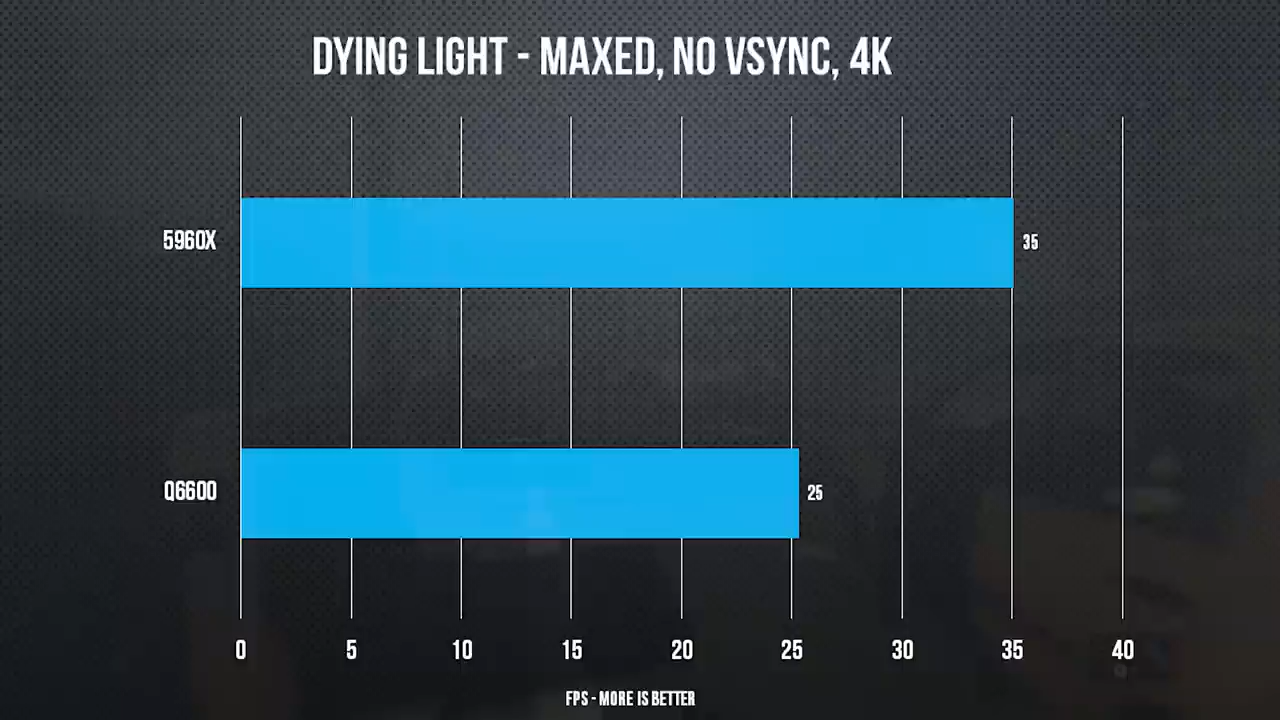 DYING LIGHT - MAXED, NO VSYNC, 4K
5960X
35
Q6600
25
0 5 10 15 20 25 30 35 40
FPS - MORE IS BETTER